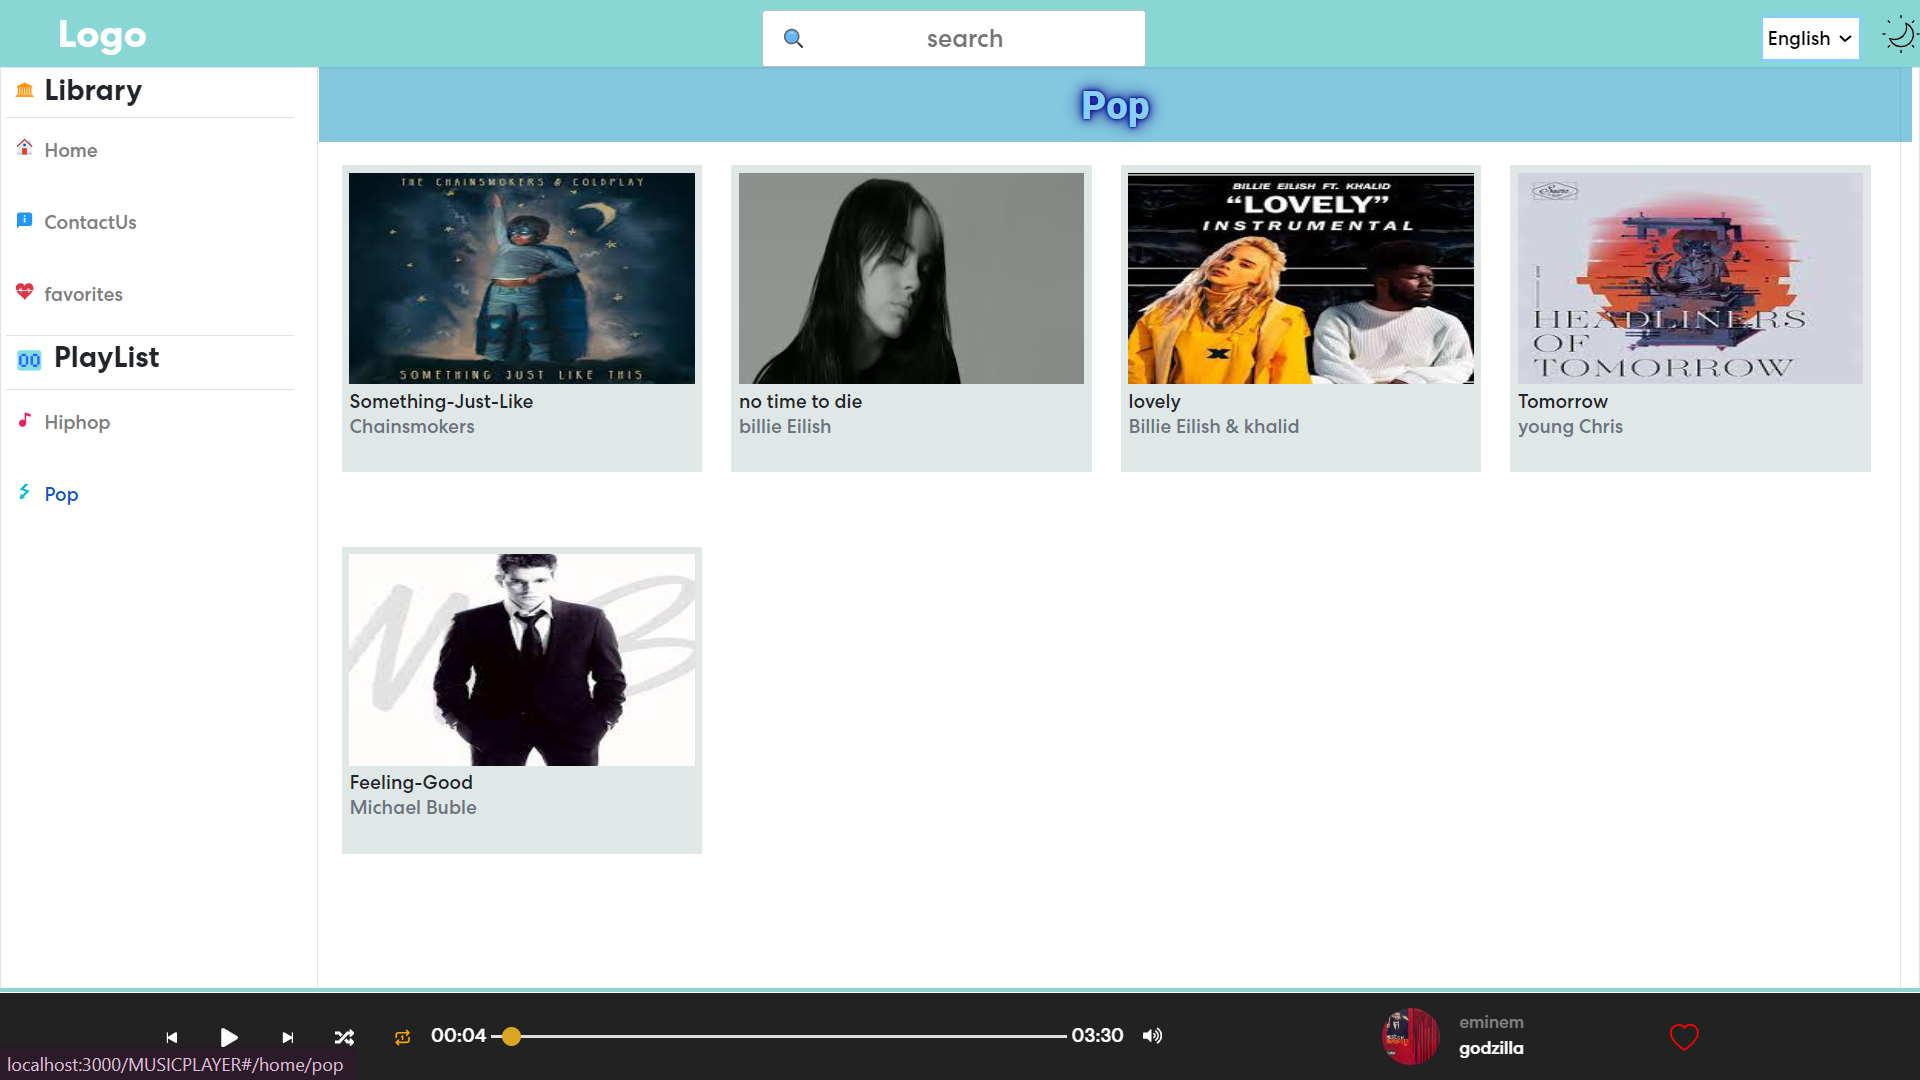 Logo
search
English
Library
Home
ContactUs
favorites
PlayList
Hiphop
Pop
Pop
THE CHAINSMOKERS & COLDPLAY
SOMETHING JUST LIKE THIS
Something-Just-Like
Chainsmokers
no time to die
billie Eilish
BILLIE EILISH FT. KHALID
“LOVELY”
INSTRUMENTAL
lovely
Billie Eilish & khalid
HEADLINERS
OF
TOMORROW
Tomorrow
young Chris
Feeling-Good
Michael Buble
00:04
03:30
eminem
godzilla
localhost:3000/MUSICPLAYER#/home/pop